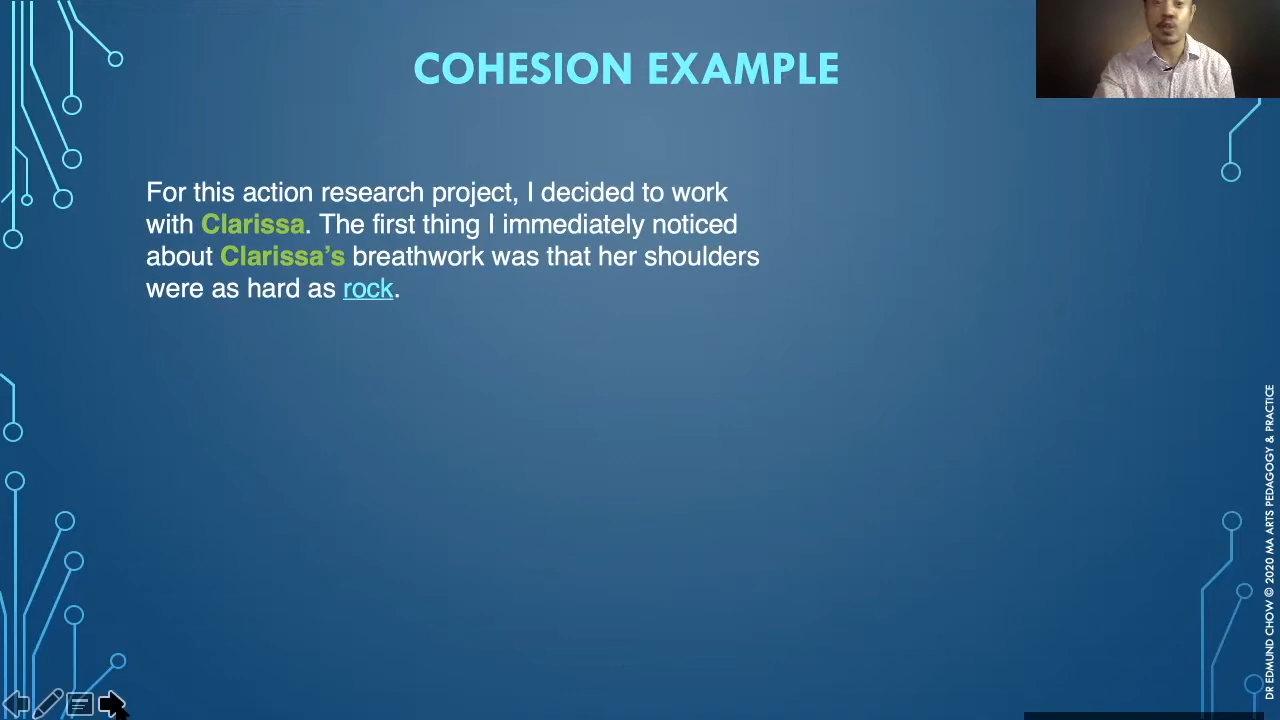 COHESION EXAMPLE
For this action research project, I decided to work
with Clarissa. The first thing I immediately noticed
about Clarissa’s breathwork was that her shoulders
were as hard as rock.
DR EDMUND CHOW © 2020 MA ARTS PEDAGOGY & PRACTICE